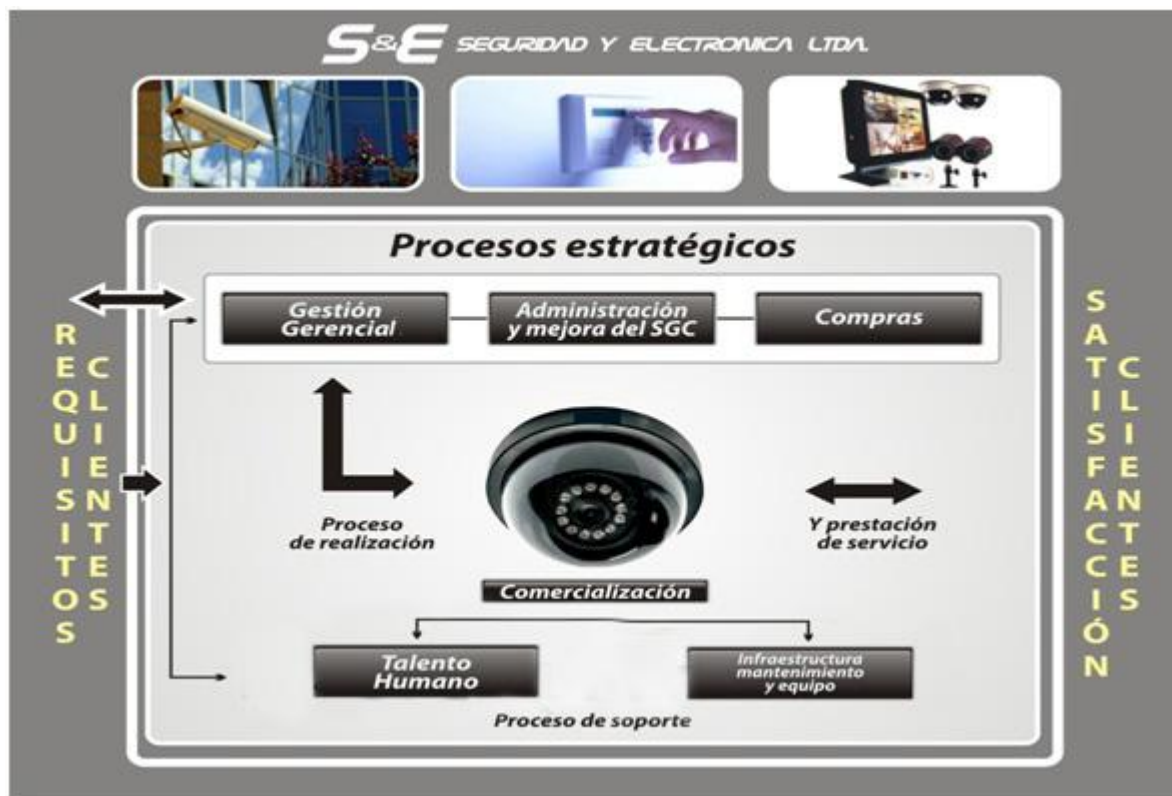 S&E SEGURIDAD Y ELECTRONICA LTDA.
Procesos estratégicos
Gestión
Gerencial
Administración
y mejora del SGC
Compras
REQUISITOS
CLIENTES
SATISFACCIÓN
CLIENTES
Proceso
de realización
Y prestación
de servicio
Comercialización
Talento
Humano
Infraestructura
mantenimiento
y equipo
Proceso de soporte